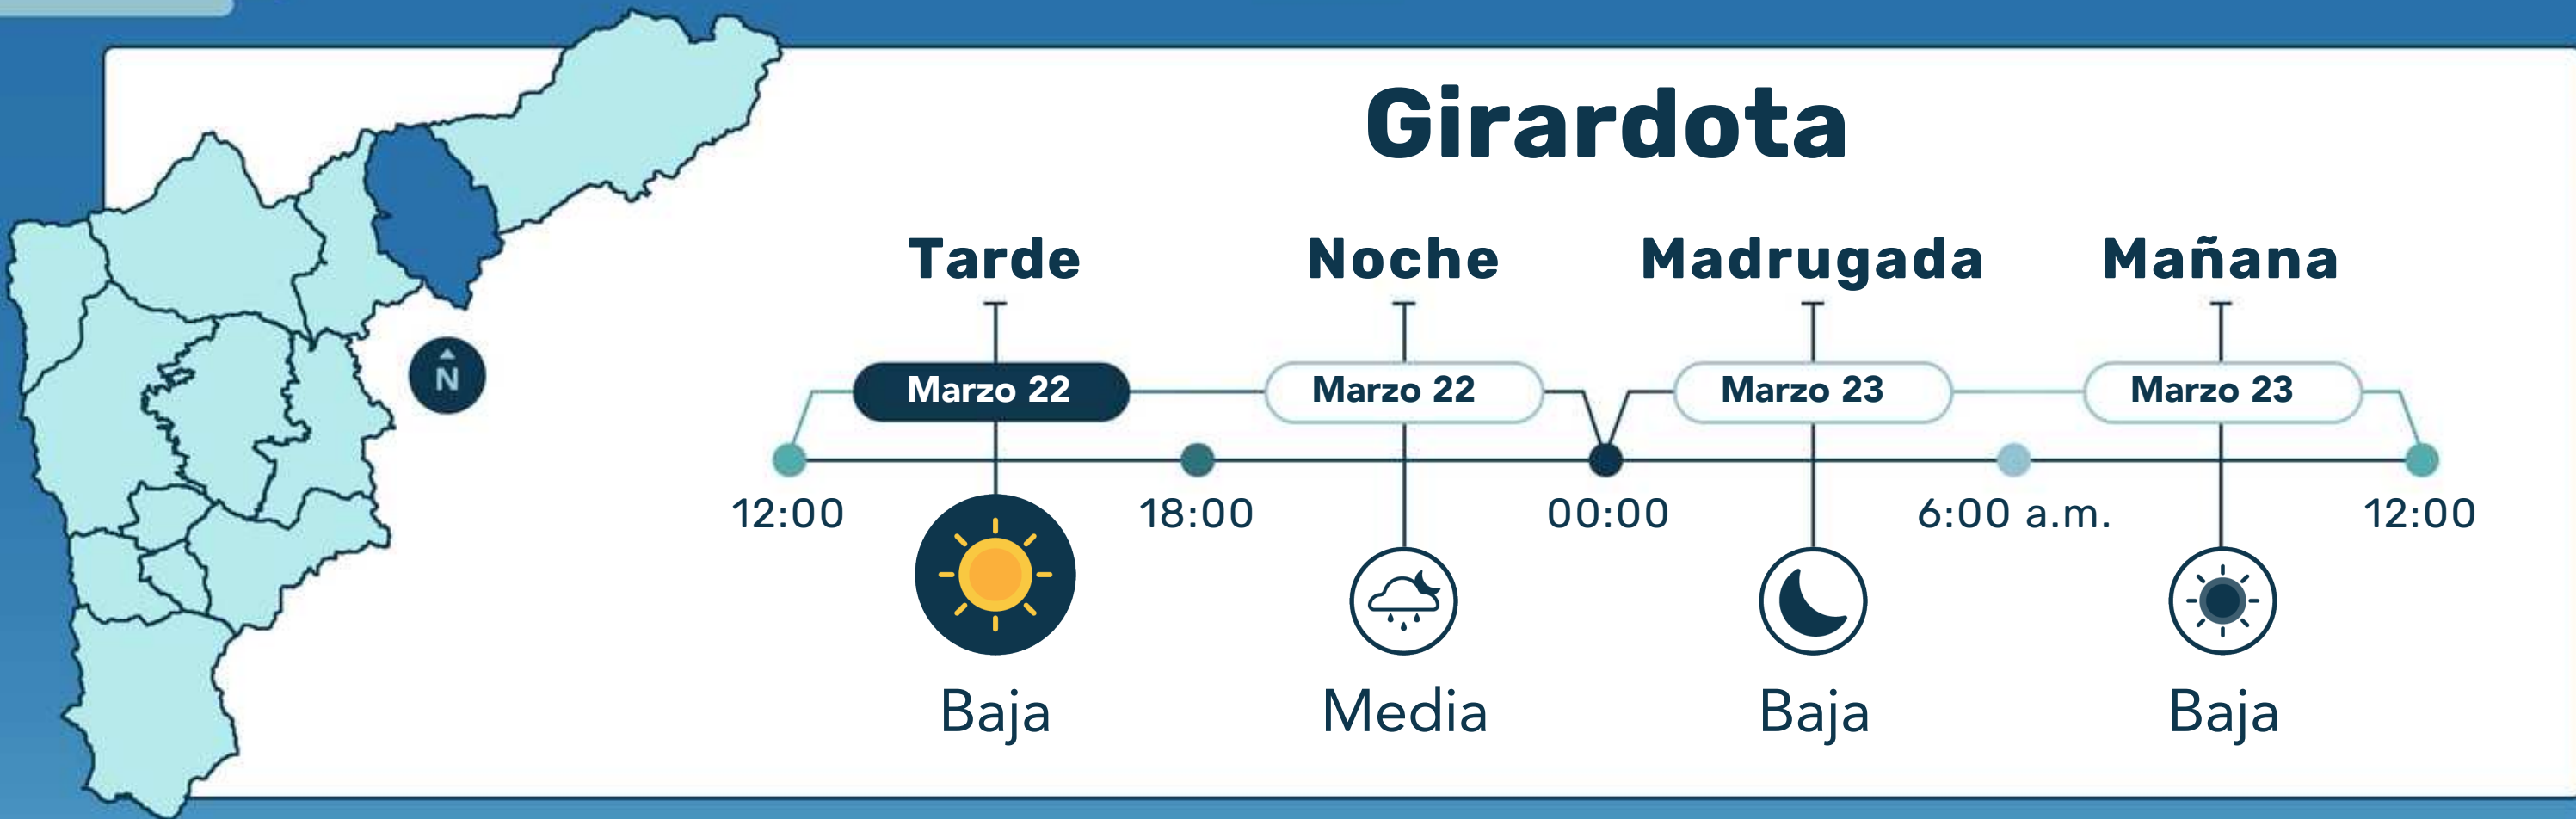 Girardota
Tarde Noche Madrugada Mañana
Marzo 22 Marzo 22 Marzo 23 Marzo 23
N
12:00 18:00 00:00 6:00 a.m. 12:00
Baja Media Baja Baja